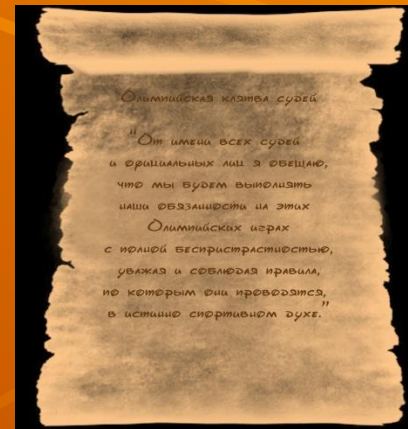 Олимпийская клятва судей
"От имени всех судей
и официальных лиц я обещаю,
что мы будем выполнять
наши обязанности на этих
Олимпийских играх
с полной беспристрастностью,
уважая и соблюдая правила,
по которым они проводятся,
в истинно спортивном духе."